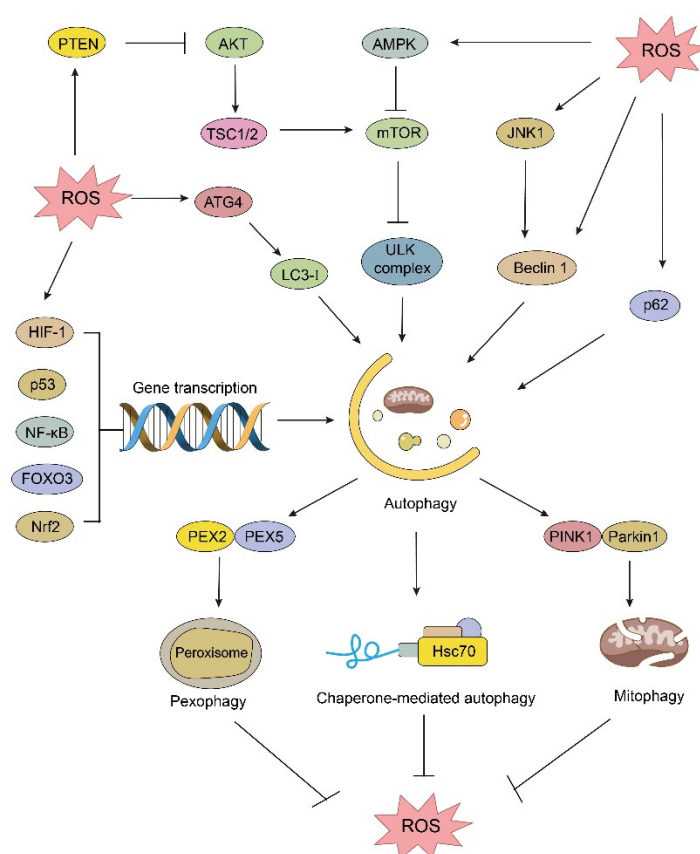 PTEN
AKT
AMPK
ROS
TSC1/2
mTOR
JNK1
ROS
ATG4
ULK
complex
LC3-I
Beclin 1
p62
HIF-1
p53
Gene transcription
NF-κB
FOXO3
Autophagy
Nrf2
PEX2
PEX5
PINK1
Parkin1
Peroxisome
Hsc70
Pexophagy
Chaperone-mediated autophagy
Mitophagy
ROS